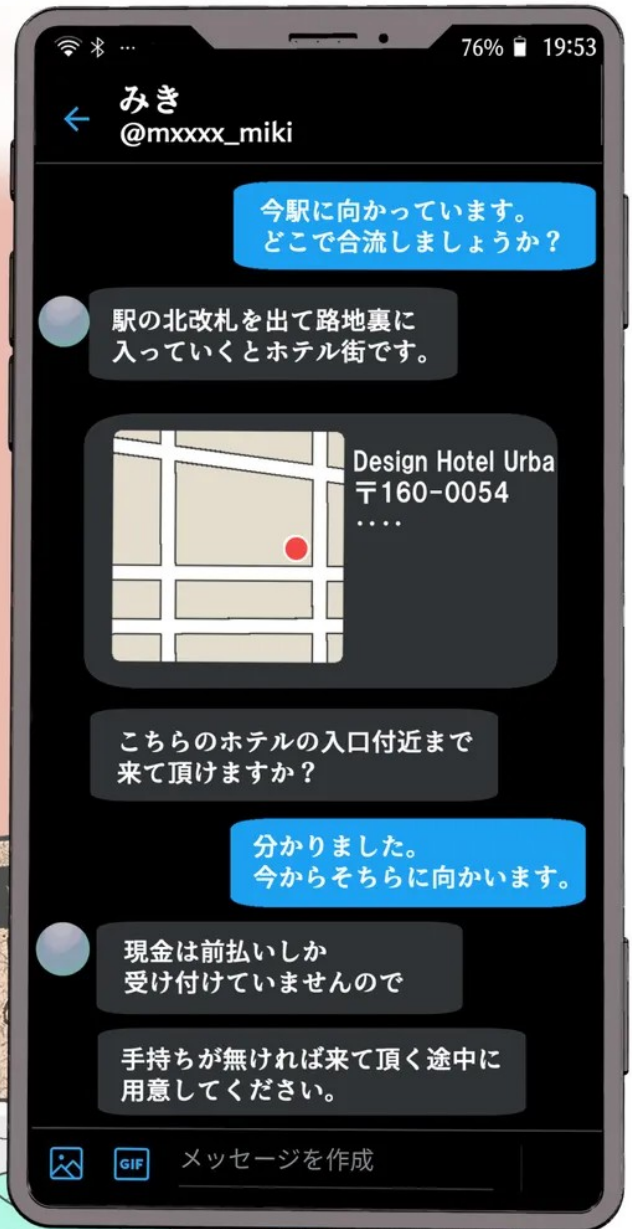 76% 19:53
みき
@mxxxx_miki
今駅に向かっています。
どこで合流しましょうか？
駅の北改札を出て路地裏に
入っていくとホテル街です。
Design Hotel Urba
〒160-0054
....
こちらのホテルの入口付近まで
来て頂けますか？
分かりました。
今からそちらに向かいます。
現金は前払いしか
受け付けていませんので
手持ちが無ければ来て頂く途中に
用意してください。
GIF メッセージを作成